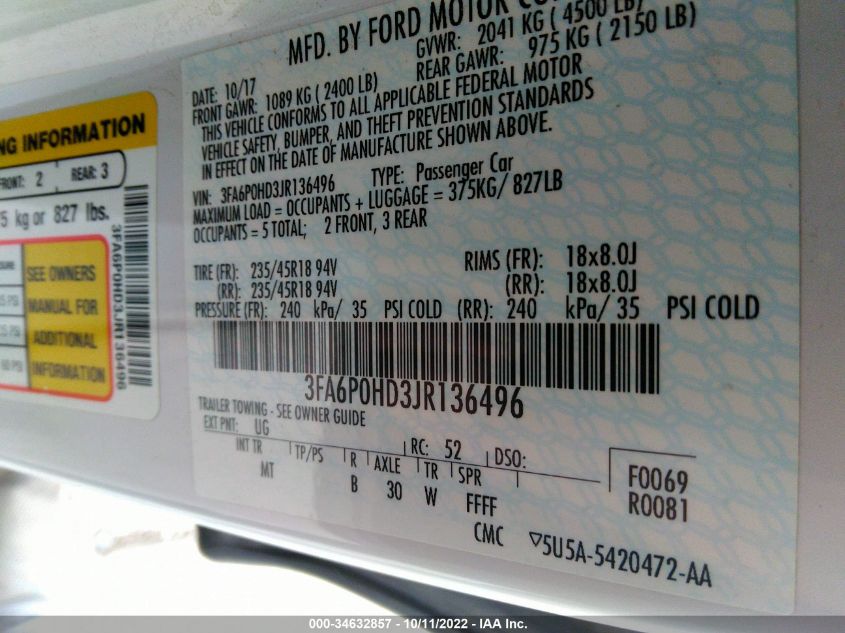 MFD. BY FORD MOTOR CO
DATE: 10/17 GVWR: 2041 KG ( 4500 LB)
FRONT GAWR: 1089 KG ( 2400 LB) REAR GAWR: 975 KG ( 2150 LB)
THIS VEHICLE CONFORMS TO ALL APPLICABLE FEDERAL MOTOR
VEHICLE SAFETY, BUMPER, AND THEFT PREVENTION STANDARDS
IN EFFECT ON THE DATE OF MANUFACTURE SHOWN ABOVE.
VIN: 3FA6P0HD3JR136496 TYPE: Passenger Car
MAXIMUM LOAD = OCCUPANTS + LUGGAGE = 375KG/ 827LB
OCCUPANTS = 5 TOTAL; 2 FRONT, 3 REAR
TIRE (FR): 235/45R18 94V RIMS (FR): 18x8.0J
(RR): 235/45R18 94V (RR): 18x8.0J
PRESSURE (FR): 240 kPa/ 35 PSI COLD (RR): 240 kPa/ 35 PSI COLD
3FA6P0HD3JR136496
TRAILER TOWING - SEE OWNER GUIDE
EXT PNT: UG RC: 52 DSO:
INT TR TP/PS R AXLE TR SPR
MT B 30 W FFFF
CMC
F0069
R0081
▽5U5A-5420472-AA
NG INFORMATION
FRONT: 2 REAR: 3
kg or 827 lbs.
SEE OWNERS
MANUAL FOR
ADDITIONAL
INFORMATION
PSI
PSI
PSI
3FA6P0HD3JR136496
000-34632857 - 10/11/2022 - IAA Inc.